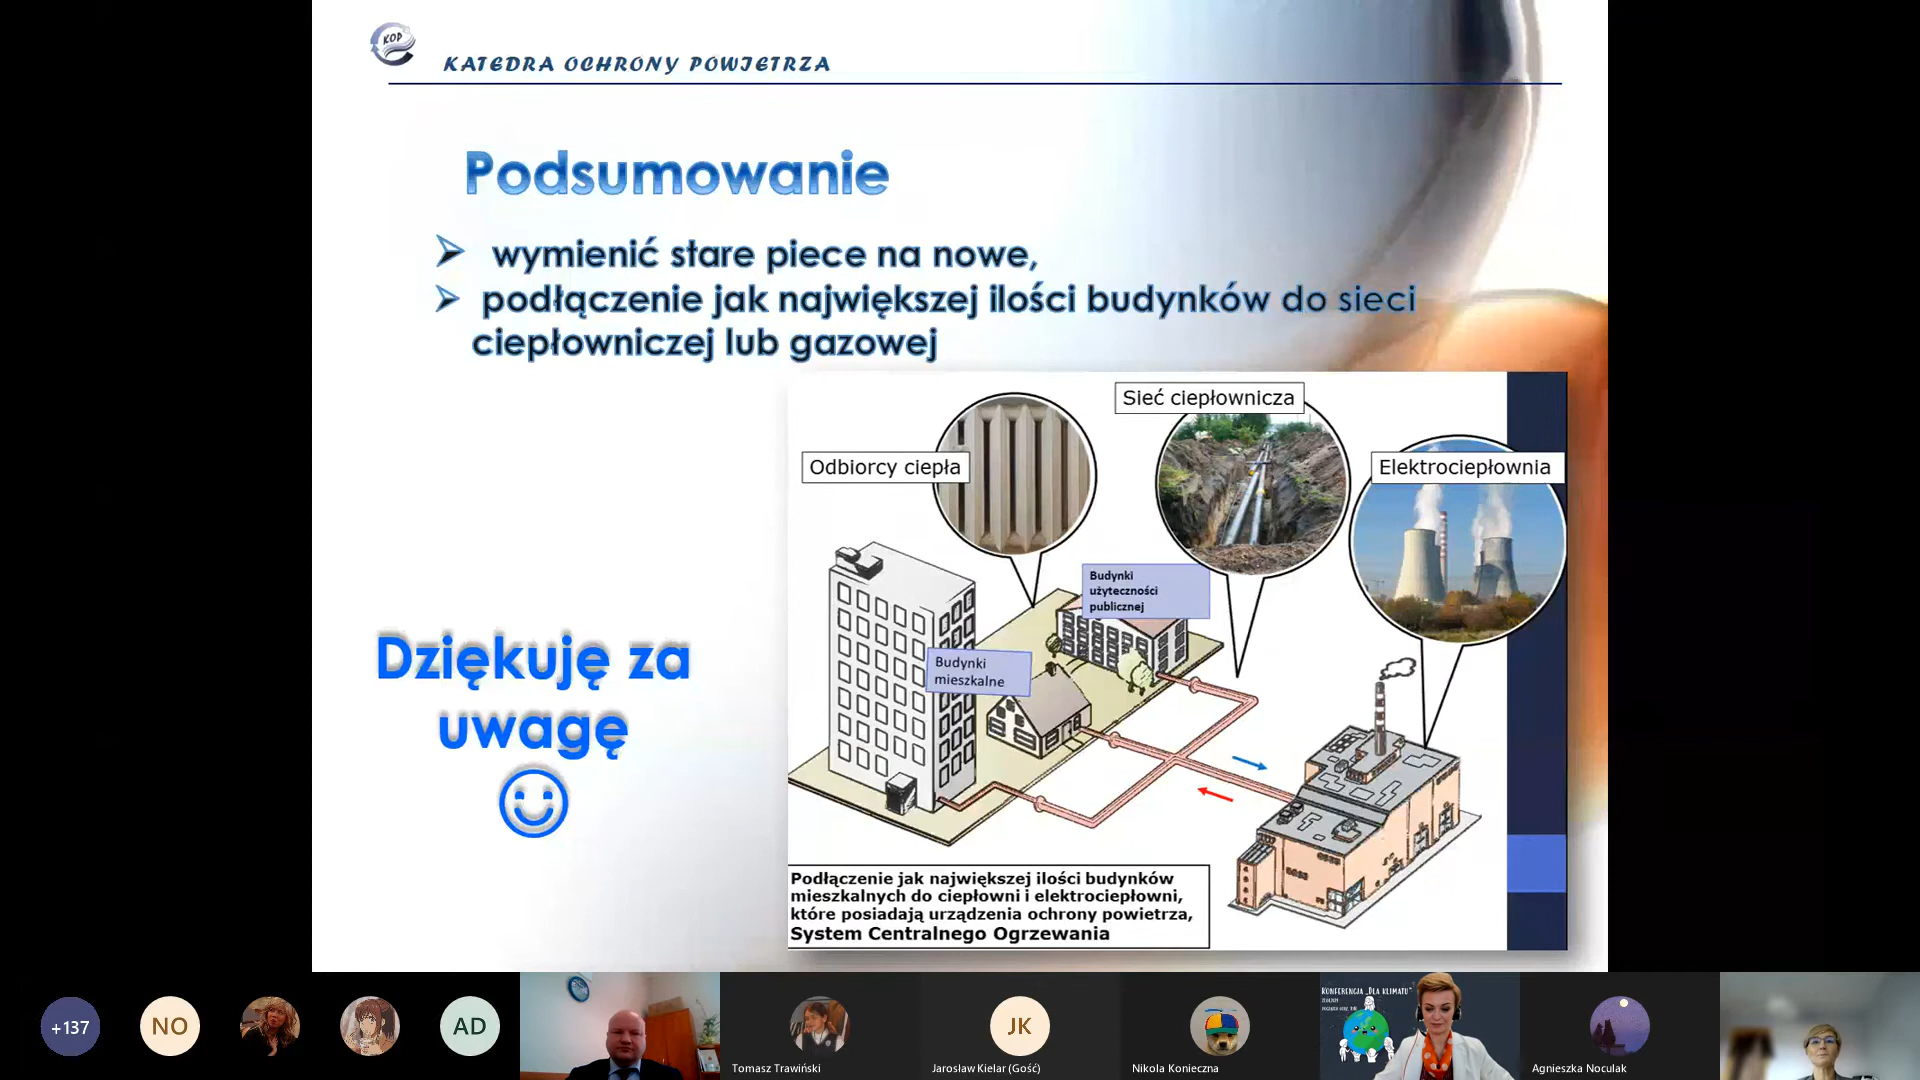 KOP
KATEDRA OCHRONY POWIETRZA
Podsumowanie
wymienić stare piece na nowe,
podłączenie jak największej ilości budynków do sieci
ciepłowniczej lub gazowej
Sieć ciepłownicza
Odbiorcy ciepła
Elektrociepłownia
Budynki
użyteczności
publicznej
Budynki
mieszkalne
Dziękuję za
uwagę
Podłączenie jak największej ilości budynków
mieszkalnych do ciepłowni i elektrociepłowni,
które posiadają urządzenia ochrony powietrza,
System Centralnego Ogrzewania
+137
NO
AD
Tomasz Trawiński
JK
Jarosław Kielar (Gość)
Nikola Konieczna
Konferencja „Dla klimatu”
Agnieszka Noculak